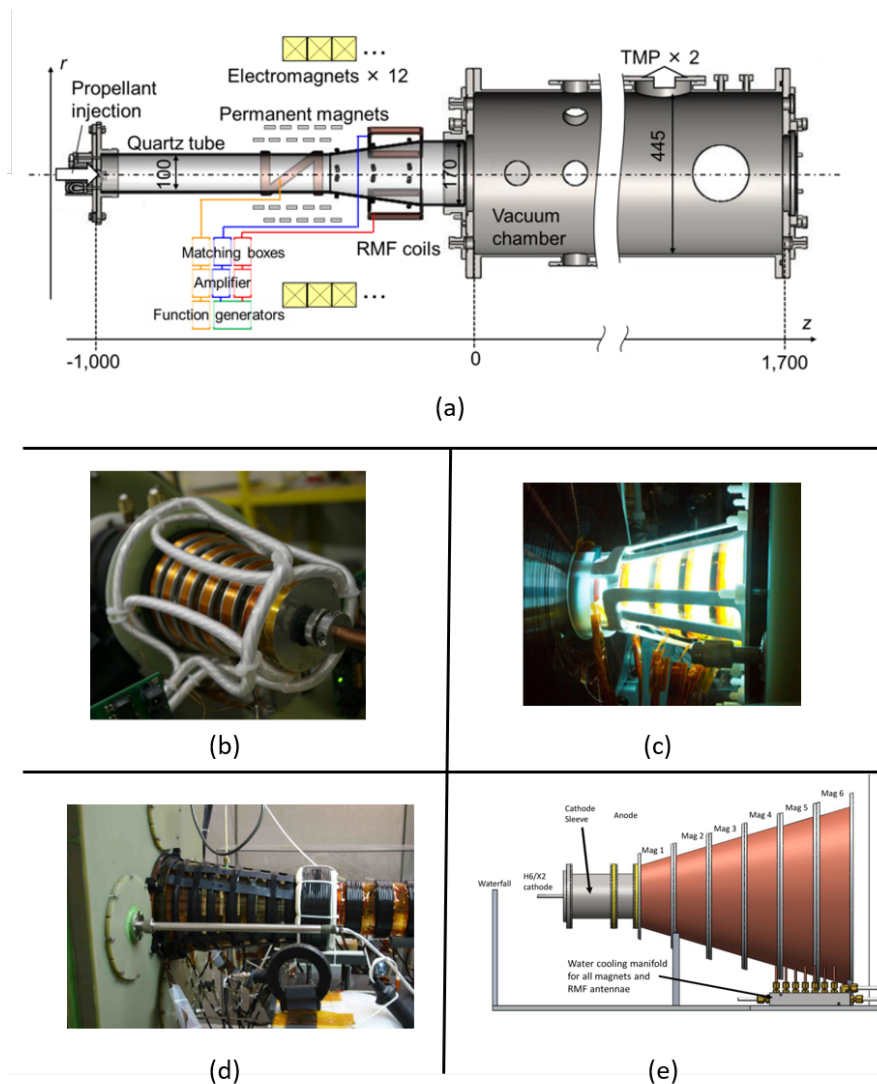 r
Propellant
injection
Electromagnets × 12
Permanent magnets
Quartz tube
100
170
TMP × 2
445
Vacuum
chamber
RMF coils
Matching boxes
Amplifier
Function generators
...
...
z
-1,000
0
1,700
(a)
(b)
(c)
(d)
Cathode
Sleeve
Anode
Mag 1
Mag 2
Mag 3
Mag 4
Mag 5
Mag 6
H6/X2
cathode
Waterfall
Water cooling manifold
for all magnets and
RMF antennae
(e)